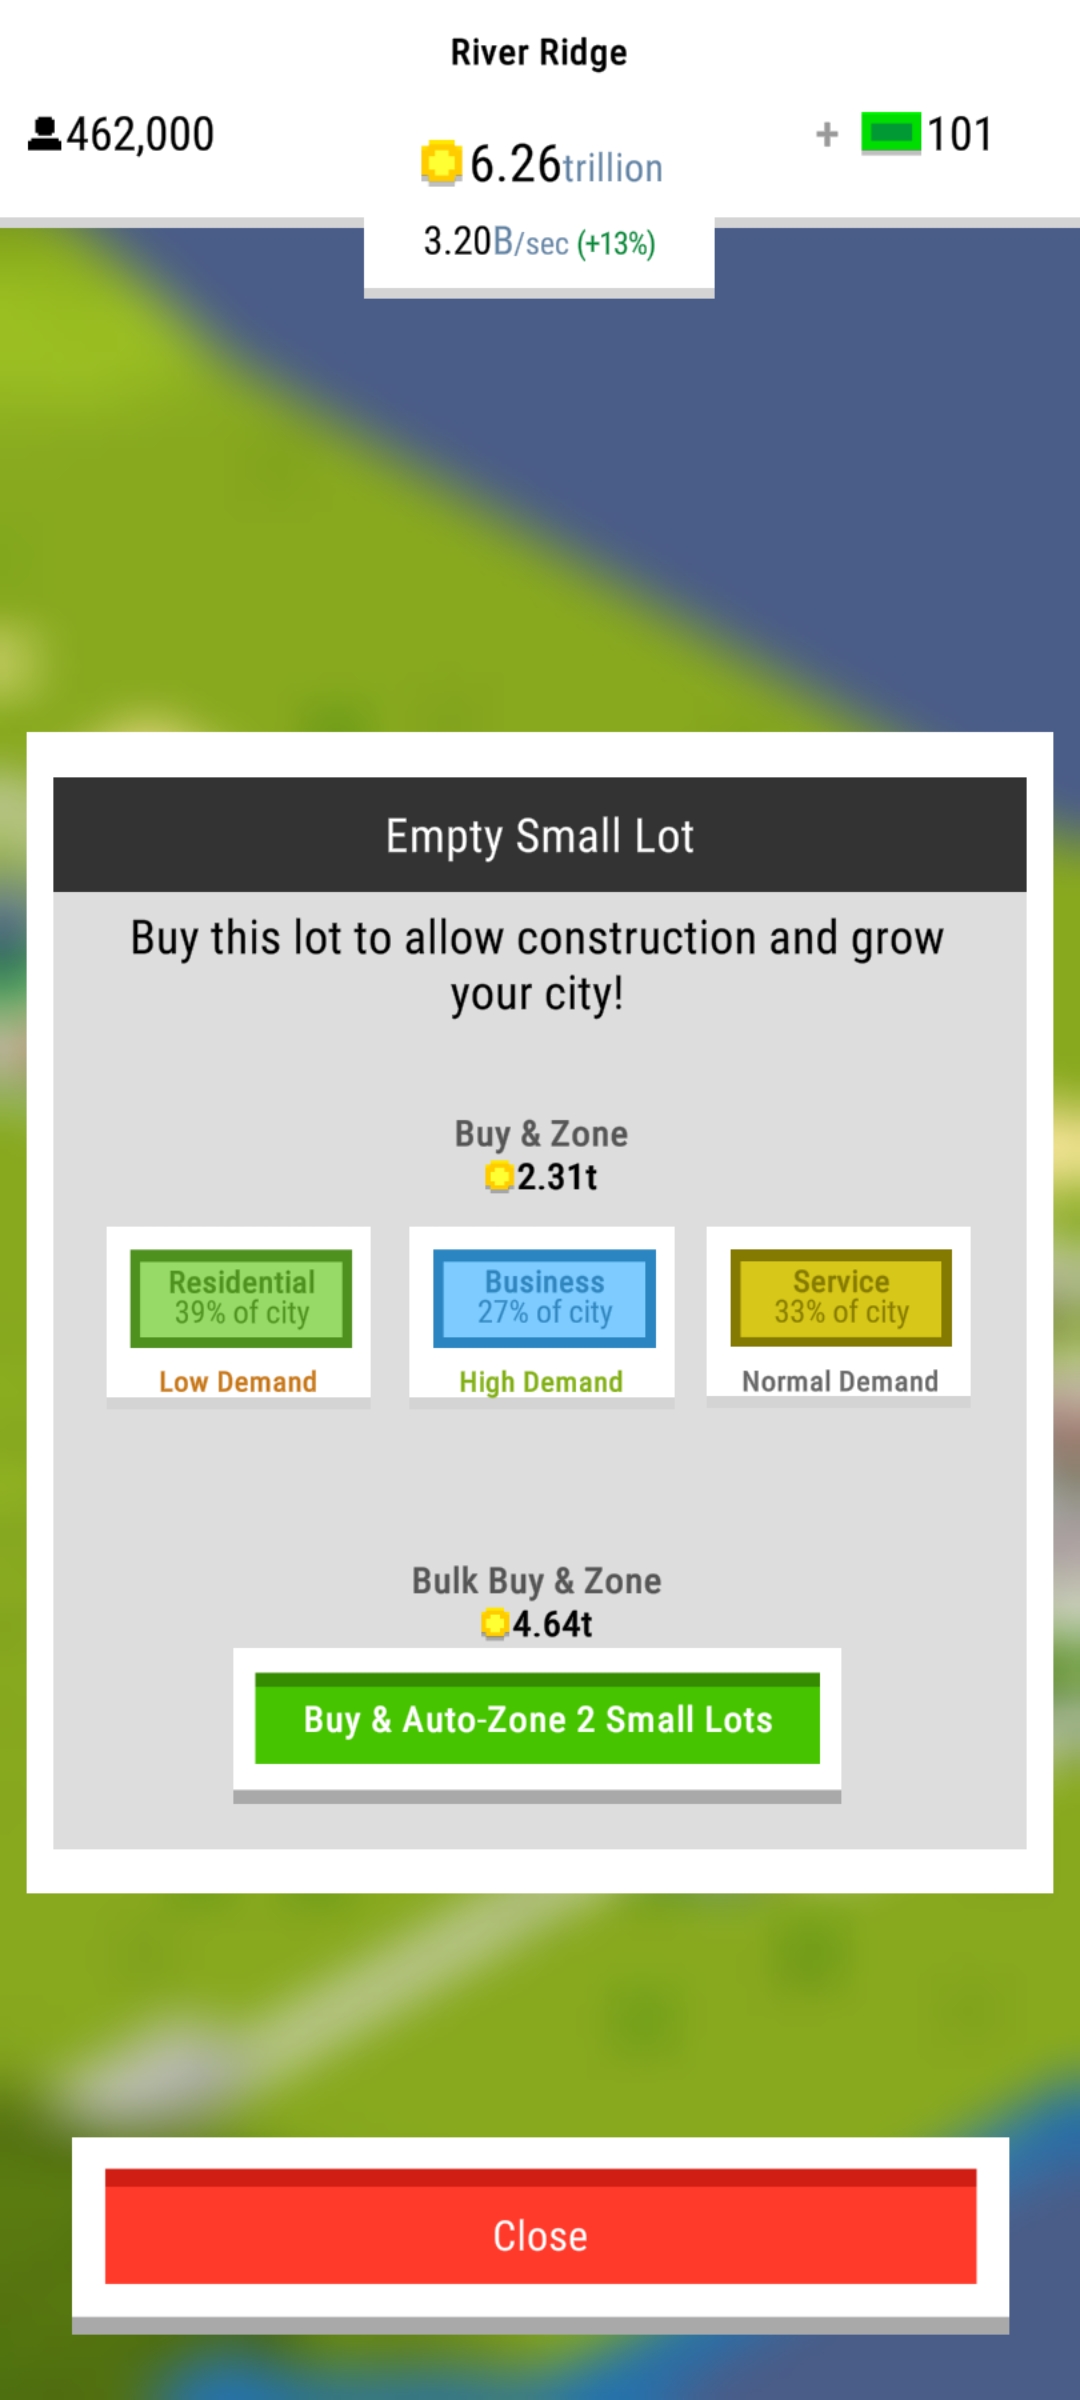 River Ridge
462,000
6.26trillion
+ 101
3.20B/sec (+13%)
Empty Small Lot
Buy this lot to allow construction and grow
your city!
Buy & Zone
2.31t
Residential
39% of city
Low Demand
Business
27% of city
High Demand
Service
33% of city
Normal Demand
Bulk Buy & Zone
4.64t
Buy & Auto-Zone 2 Small Lots
Close